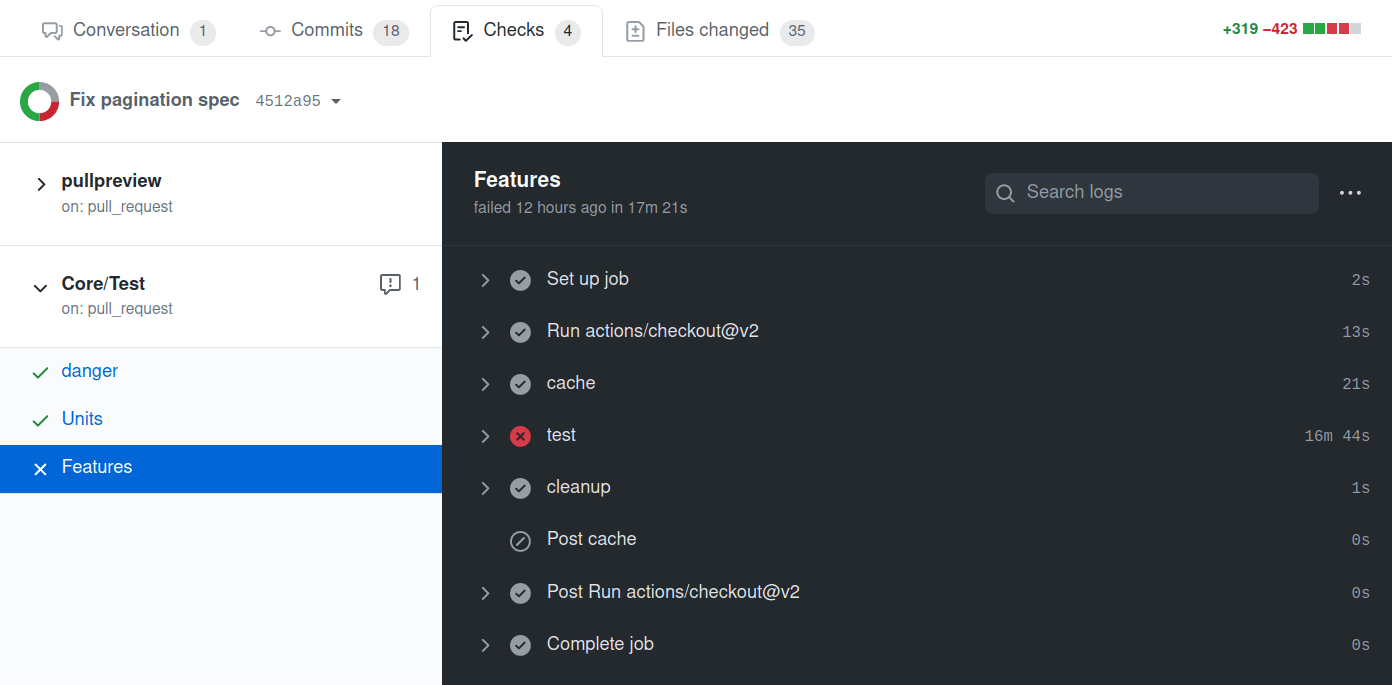 Conversation 1 Commits 18 Checks 4 Files changed 35 +319 −423
Fix pagination spec 4512a95
pullpreview
on: pull_request
Core/Test 1
on: pull_request
danger
Units
Features
Features
failed 12 hours ago in 17m 21s
Search logs
Set up job 2s
Run actions/checkout@v2 13s
cache 21s
test 16m 44s
cleanup 1s
Post cache 0s
Post Run actions/checkout@v2 0s
Complete job 0s